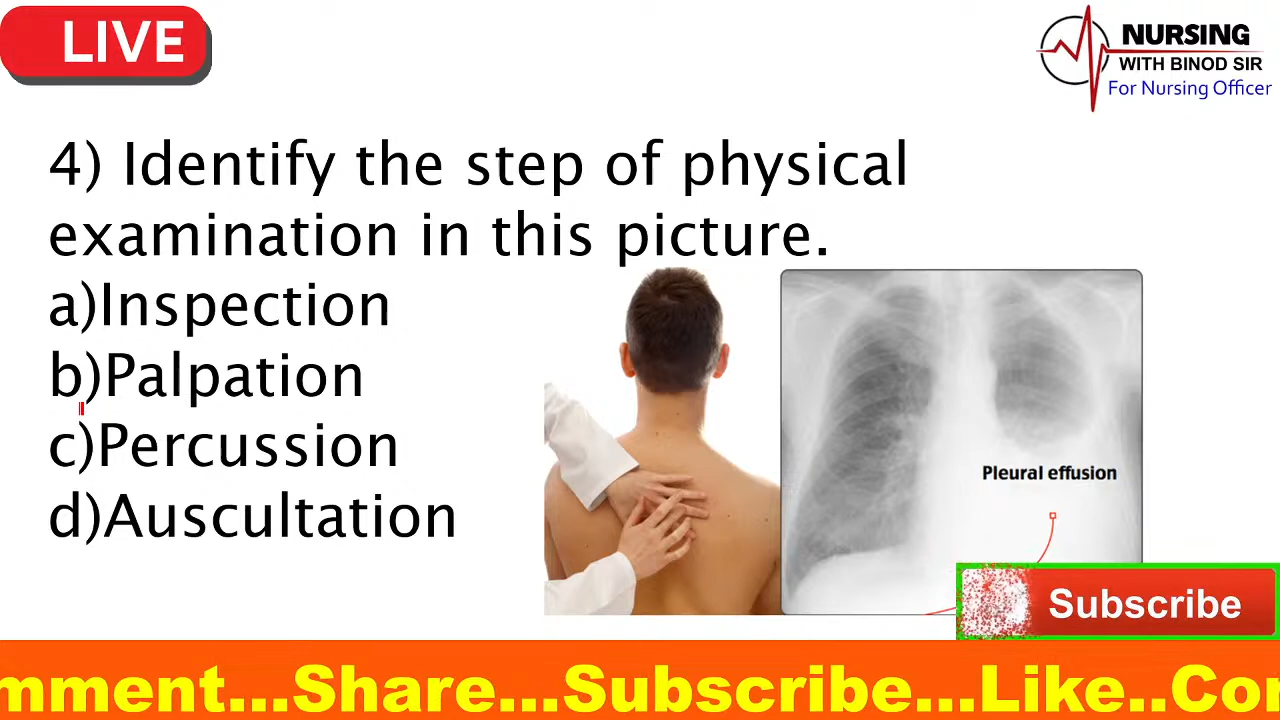 LIVE
NURSING
WITH BINOD SIR
For Nursing Officer
4) Identify the step of physical
examination in this picture.
a)Inspection
b)Palpation
c)Percussion
d)Auscultation
Pleural effusion
Subscribe
mment...Share...Subscribe...Like..Con